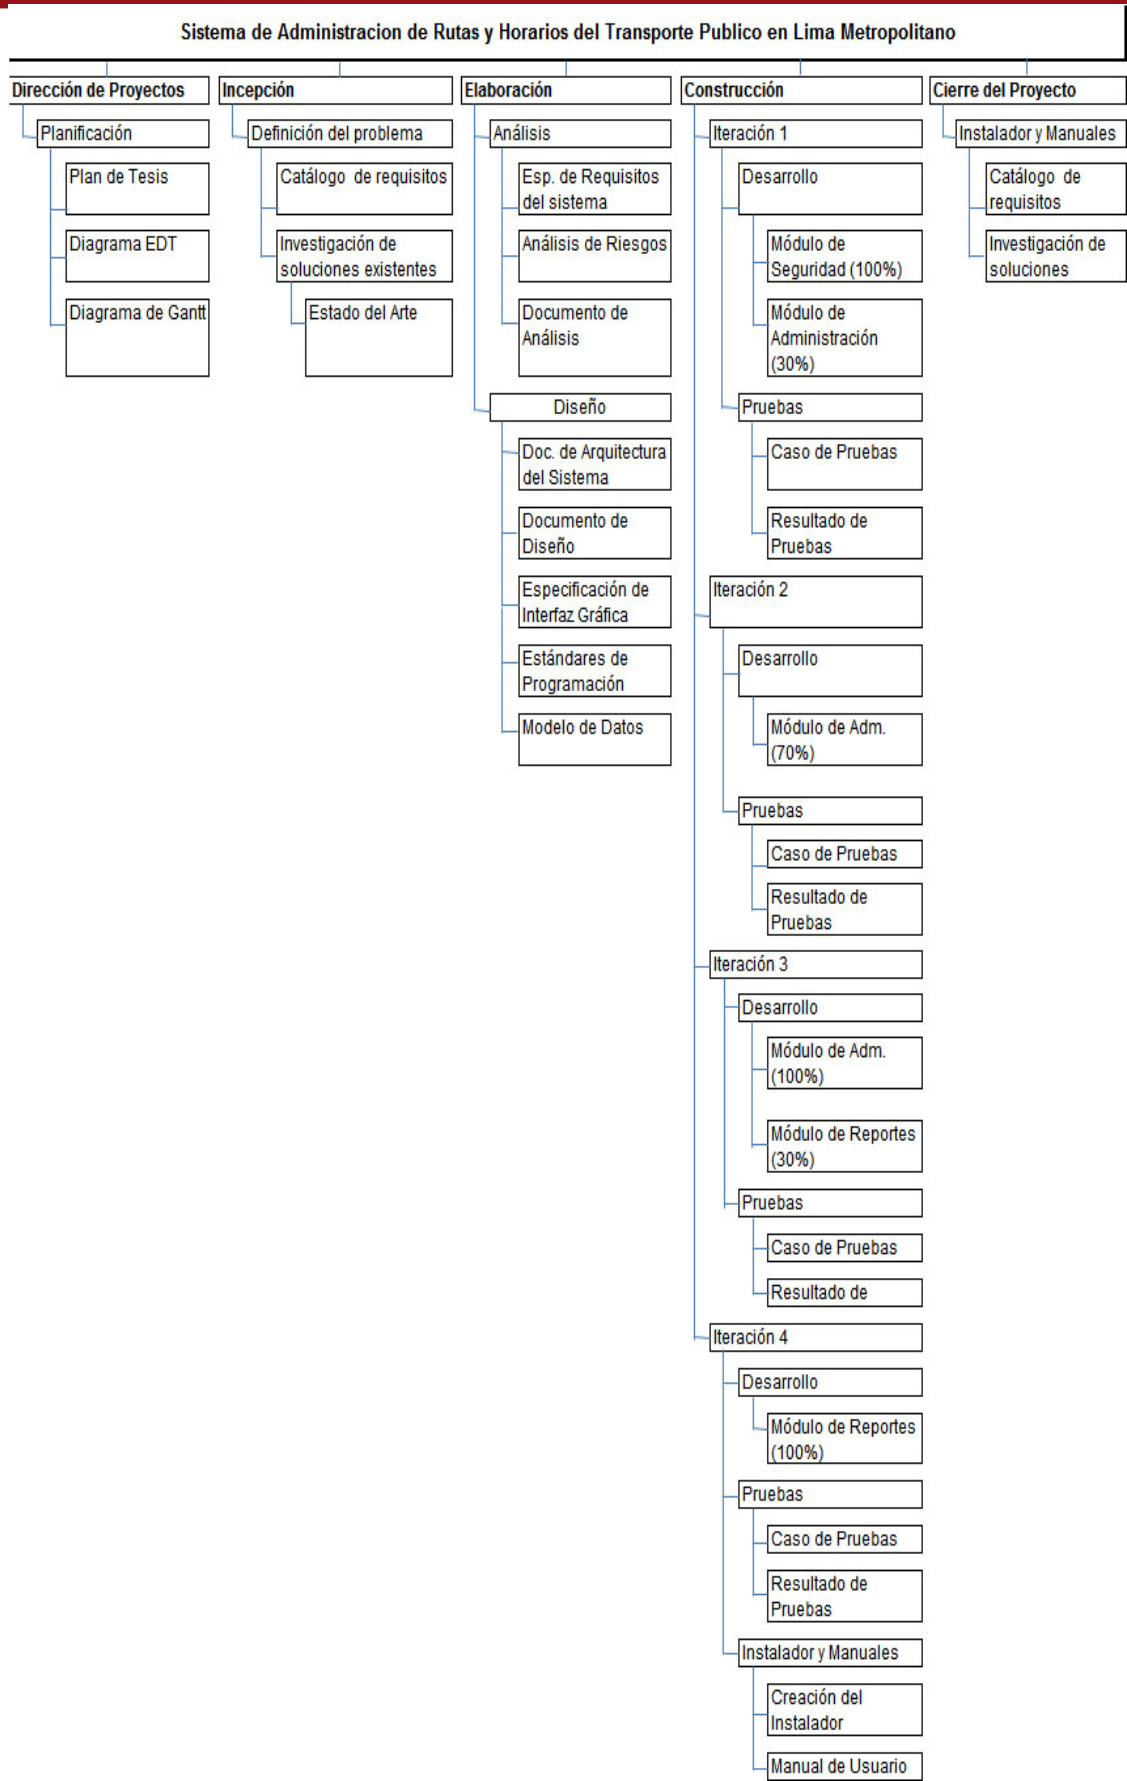 Sistema de Administracion de Rutas y Horarios del Transporte Publico en Lima Metropolitano
Dirección de Proyectos
Planificación
Plan de Tesis
Diagrama EDT
Diagrama de Gantt
Incepción
Definición del problema
Catálogo de requisitos
Investigación de
soluciones existentes
Estado del Arte
Elaboración
Análisis
Esp. de Requisitos
del sistema
Análisis de Riesgos
Documento de
Análisis
Diseño
Doc. de Arquitectura
del Sistema
Documento de
Diseño
Especificación de
Interfaz Gráfica
Estándares de
Programación
Modelo de Datos
Construcción
Iteración 1
Desarrollo
Módulo de
Seguridad (100%)
Módulo de
Administración
(30%)
Pruebas
Caso de Pruebas
Resultado de
Pruebas
Iteración 2
Desarrollo
Módulo de Adm.
(70%)
Pruebas
Caso de Pruebas
Resultado de
Pruebas
Iteración 3
Desarrollo
Módulo de Adm.
(100%)
Módulo de Reportes
(30%)
Pruebas
Caso de Pruebas
Resultado de
Iteración 4
Desarrollo
Módulo de Reportes
(100%)
Pruebas
Caso de Pruebas
Resultado de
Pruebas
Instalador y Manuales
Creación del
Instalador
Manual de Usuario
Cierre del Proyecto
Instalador y Manuales
Catálogo de
requisitos
Investigación de
soluciones